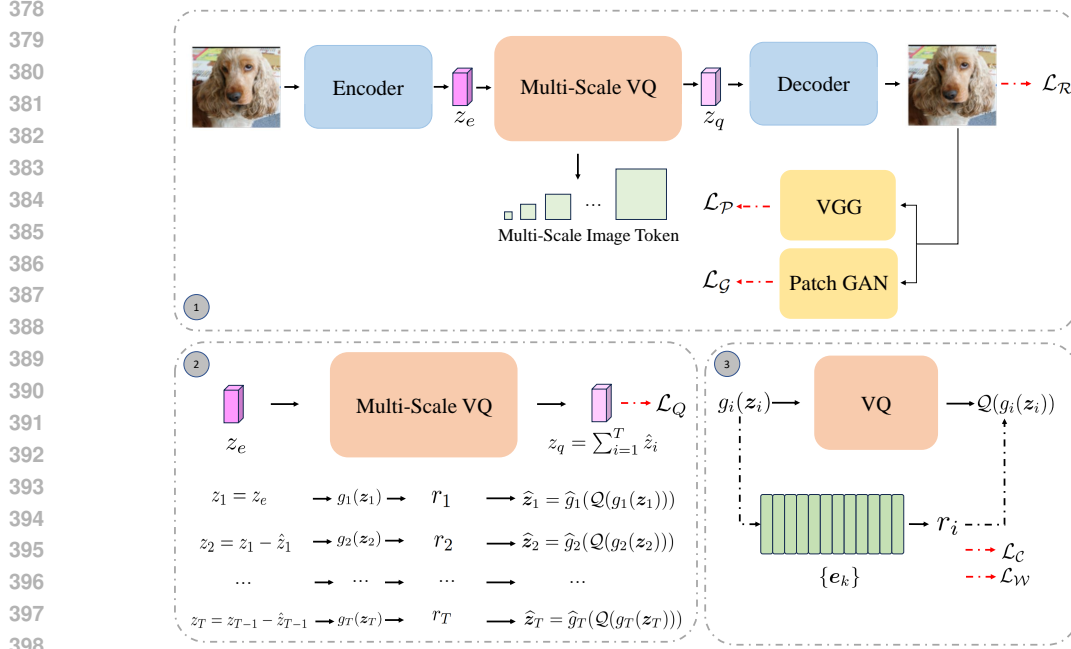 378
379
380
381
382
383
384
385
386
387
388
389
390
391
392
393
394
395
396
397
398
Encoder
z_e
Multi-Scale VQ
z_q
Decoder
ℒ_ℛ
...
Multi-Scale Image Token
ℒ_𝒫
VGG
ℒ_𝒢
Patch GAN
1
2
z_e
Multi-Scale VQ
ℒ_Q
z_q = ∑_{i=1}^{T} ẑ_i
z_1 = z_e g_1(z_1) r_1 ẑ_1 = ĝ_1(𝒬(g_1(z_1)))
z_2 = z_1 − ẑ_1 g_2(z_2) r_2 ẑ_2 = ĝ_2(𝒬(g_2(z_2)))
... ... ... ...
z_T = z_{T−1} − ẑ_{T−1} g_T(z_T) r_T ẑ_T = ĝ_T(𝒬(g_T(z_T)))
3
g_i(z_i)
VQ
𝒬(g_i(z_i))
r_i
{e_k}
ℒ_𝒞
ℒ_𝒲